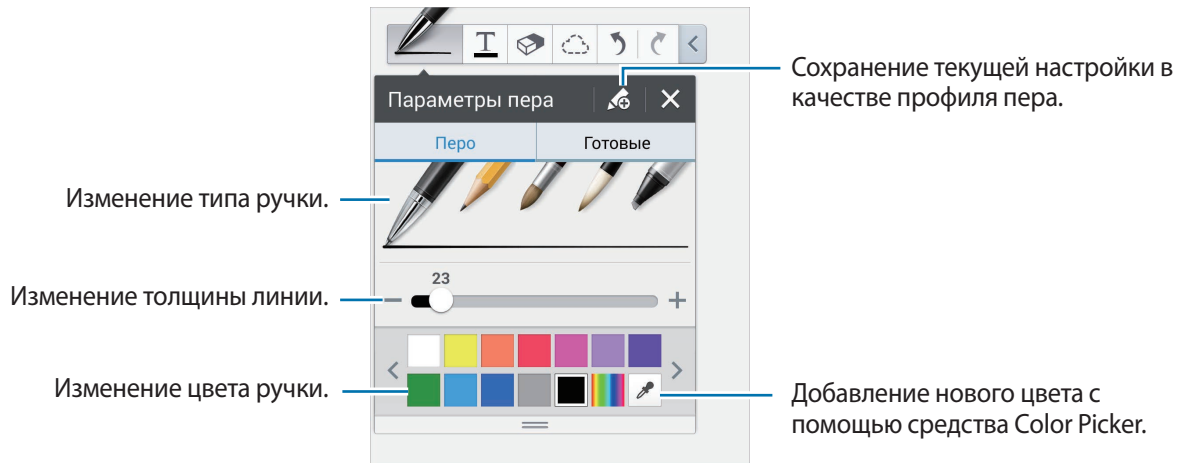 T
Сохранение текущей настройки в
качестве профиля пера.
Параметры пера
Перо
Готовые
Изменение типа ручки.
23
Изменение толщины линии.
Изменение цвета ручки.
Добавление нового цвета с
помощью средства Color Picker.